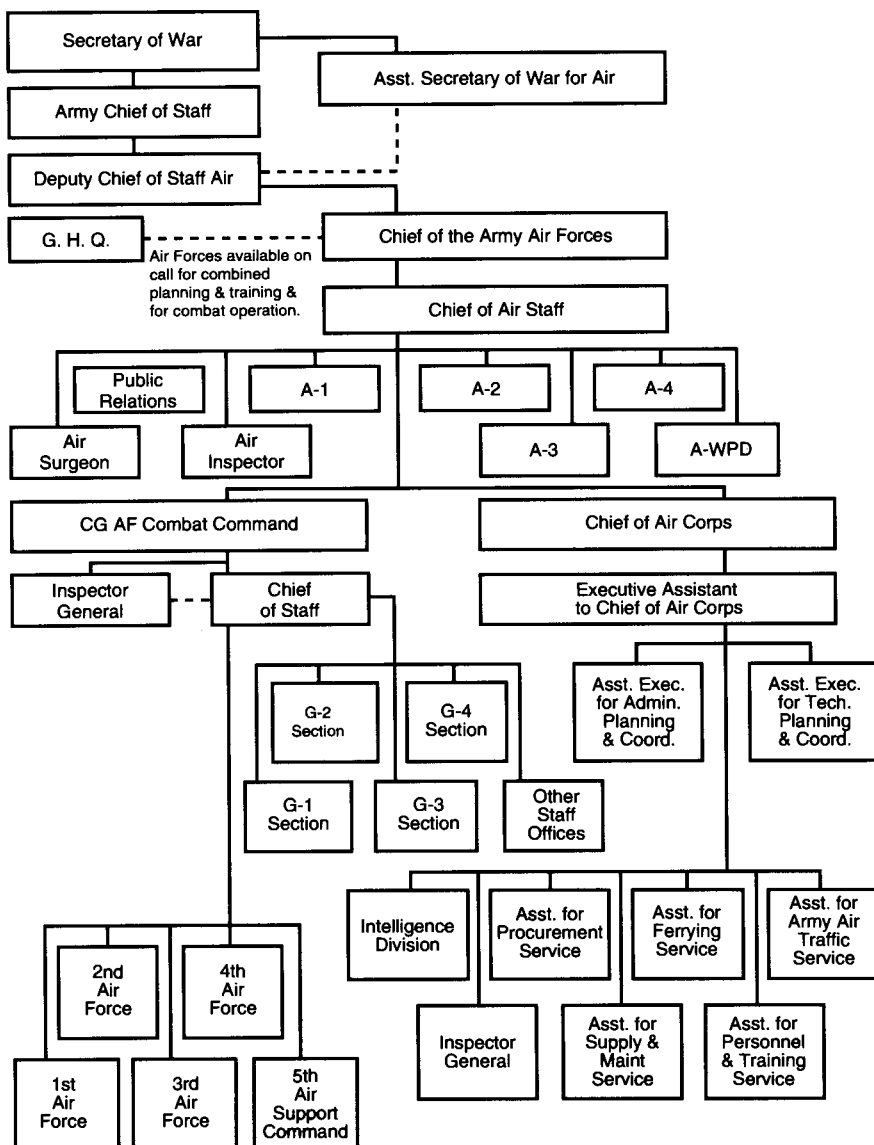 Secretary of War
Asst. Secretary of War for Air
Army Chief of Staff
Deputy Chief of Staff Air
G. H. Q.
Chief of the Army Air Forces
Air Forces available on
call for combined
planning & training &
for combat operation.
Chief of Air Staff
Public
Relations
A-1
A-2
A-4
Air
Surgeon
Air
Inspector
A-3
A-WPD
CG AF Combat Command
Chief of Air Corps
Inspector
General
Chief
of Staff
Executive Assistant
to Chief of Air Corps
G-2
Section
G-4
Section
Asst. Exec.
for Admin.
Planning
& Coord.
Asst. Exec.
for Tech.
Planning
& Coord.
G-1
Section
G-3
Section
Other
Staff
Offices
Intelligence
Division
Asst. for
Procurement
Service
Asst. for
Ferrying
Service
Asst. for
Army Air
Traffic
Service
2nd
Air
Force
4th
Air
Force
Inspector
General
Asst. for
Supply &
Maint
Service
Asst. for
Personnel
& Training
Service
1st
Air
Force
3rd
Air
Force
5th
Air
Support
Command